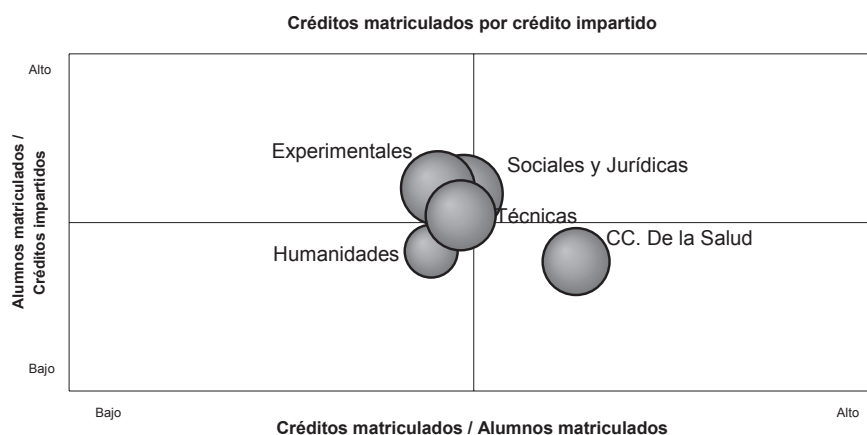 Créditos matriculados por crédito impartido
Alto
Alumnos matriculados /
Créditos impartidos
Experimentales
Sociales y Jurídicas
Técnicas
CC. De la Salud
Humanidades
Bajo
Bajo
Alto
Créditos matriculados / Alumnos matriculados